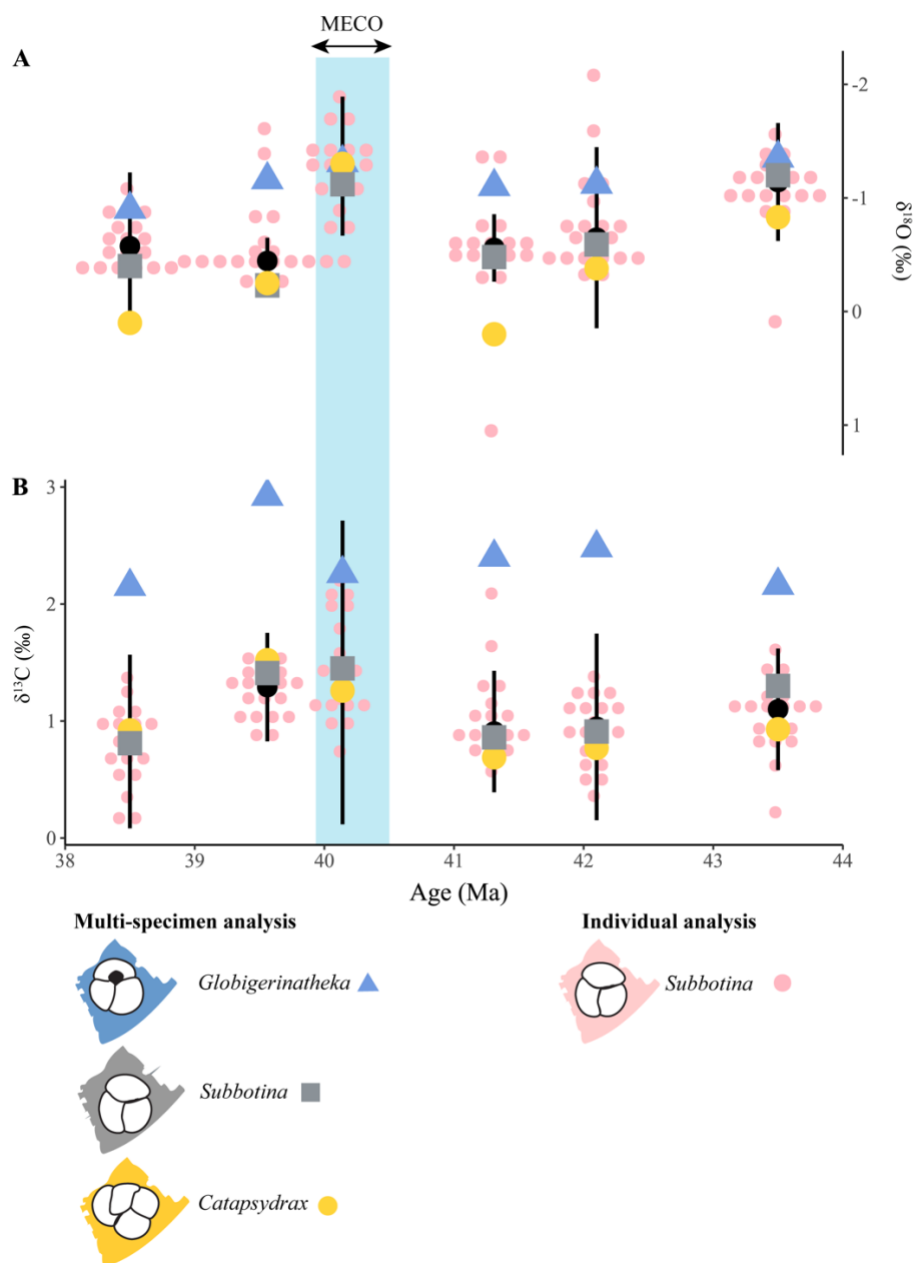 MECO
A
-2
-1
0
1
δ¹⁸O (‰)
B
3
2
1
0
δ¹³C (‰)
38 39 40 41 42 43 44
Age (Ma)
Multi-specimen analysis Individual analysis
Globigerinatheka Subbotina
Subbotina
Catapsydrax